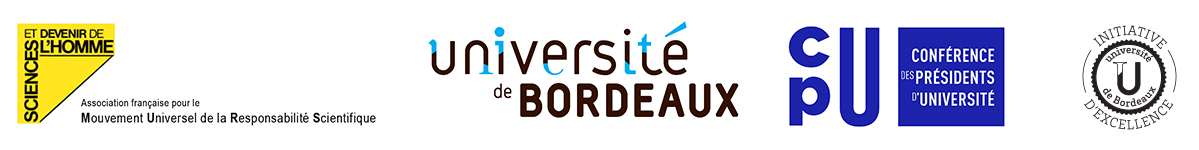 SCIENCES
ET DEVENIR DE
L'HOMME
Association française pour le
Mouvement Universel de la Responsabilité Scientifique
université
de BORDEAUX
cpU
CONFÉRENCE
DES PRÉSIDENTS
D'UNIVERSITÉ
INITIATIVE
université
U
de Bordeaux
D'EXCELLENCE